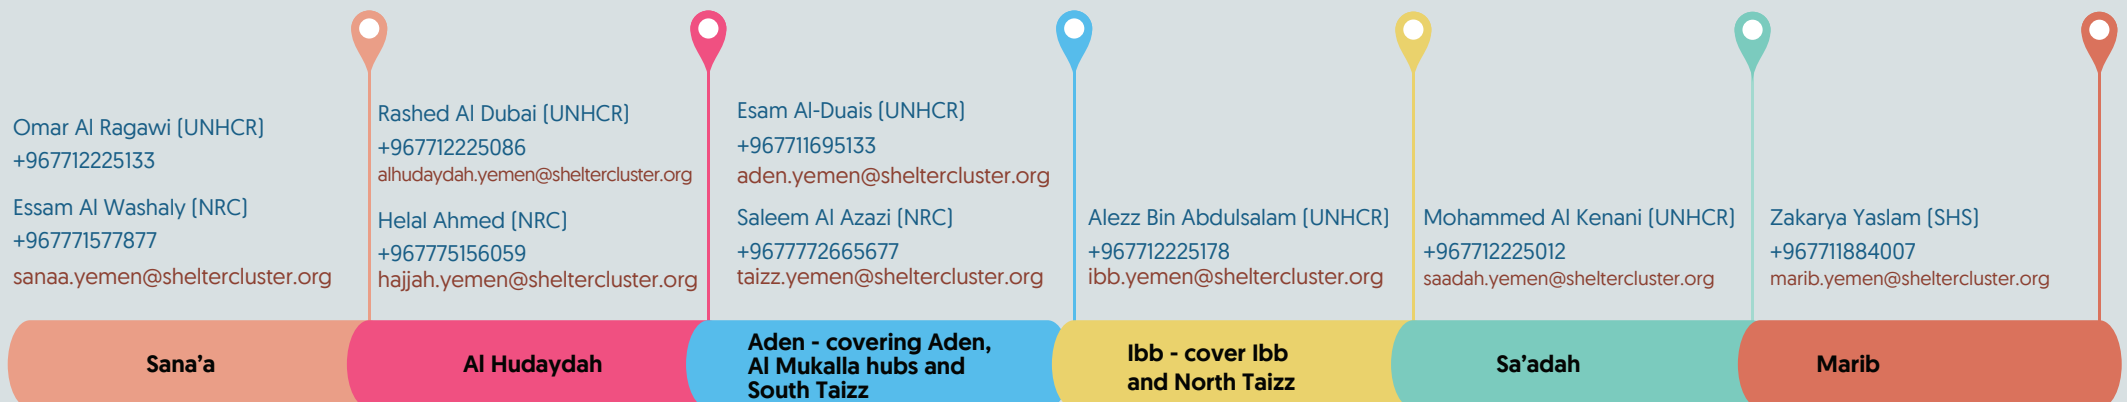 Omar Al Ragawi (UNHCR)
+967712225133
Essam Al Washaly (NRC)
+967771577877
sanaa.yemen@sheltercluster.org
Sana’a
Rashed Al Dubai (UNHCR)
+967712225086
alhudaydah.yemen@sheltercluster.org
Helal Ahmed (NRC)
+967775156059
hajjah.yemen@sheltercluster.org
Al Hudaydah
Esam Al-Duais (UNHCR)
+967711695133
aden.yemen@sheltercluster.org
Saleem Al Azazi (NRC)
+9677772665677
taizz.yemen@sheltercluster.org
Aden - covering Aden,
Al Mukalla hubs and
South Taizz
Alezz Bin Abdulsalam (UNHCR)
+967712225178
ibb.yemen@sheltercluster.org
Ibb - cover Ibb
and North Taizz
Mohammed Al Kenani (UNHCR)
+967712225012
saadah.yemen@sheltercluster.org
Sa’adah
Zakarya Yaslam (SHS)
+967711884007
marib.yemen@sheltercluster.org
Marib